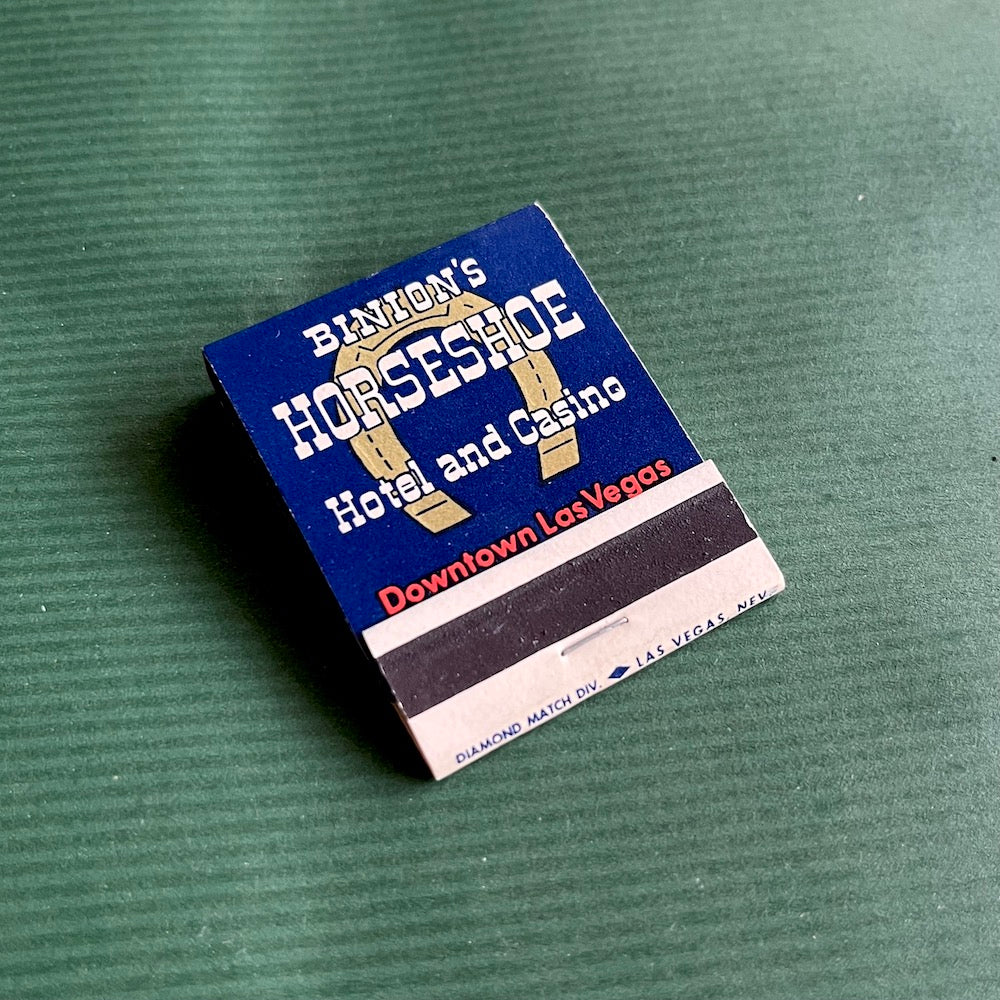 BINION'S
HORSESHOE
Hotel and Casino
Downtown Las Vegas
DIAMOND MATCH DIV. LAS VEGAS, NEV.